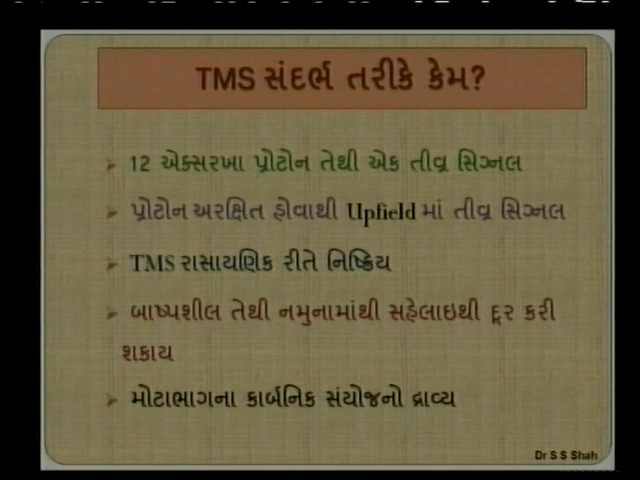 TMS સંદર્ભ તરીકે કેમ?
➢ 12 એક્સરખા પ્રોટોન તેથી એક તીવ્ર સિગ્નલ
➢ પ્રોટોન અરક્ષિત હોવાથી Upfield માં તીવ્ર સિગ્નલ
➢ TMS રાસાયણિક રીતે નિષ્ક્રિય
➢ બાષ્પશીલ તેથી નમુનામાંથી સહેલાઇથી દૂર કરી
શકાય
➢ મોટાભાગના કાર્બનિક સંયોજનો દ્રાવ્ય
Dr S S Shah